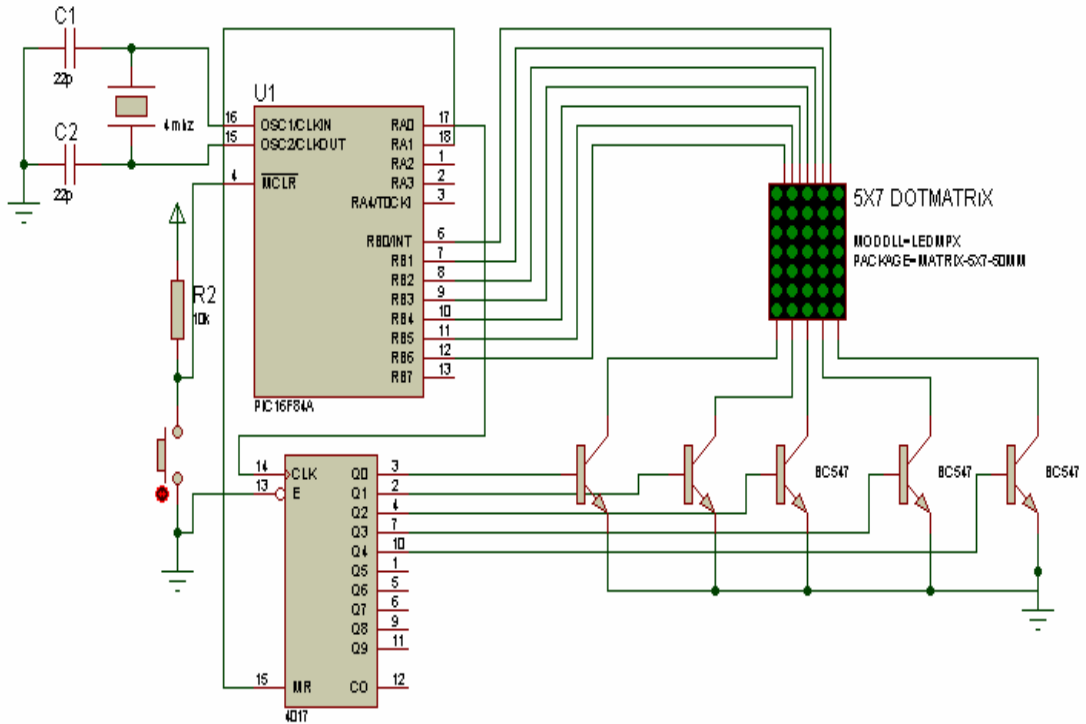 C1
22p
4mhz
C2
22p
U1
16 OSC1/CLKIN
15 OSC2/CLKOUT
4 MCLR
RA0 17
RA1 18
RA2 1
RA3 2
RA4/T0CKI 3
RB0/INT 6
RB1 7
RB2 8
RB3 9
RB4 10
RB5 11
RB6 12
RB7 13
PIC16F84A
R2
10k
5X7 DOTMATRiX
MODDLL=LEDMPX
PACKAGE=MATRIX-5X7-50MM
14 CLK
13 E
15 MR
Q0 3
Q1 2
Q2 4
Q3 7
Q4 10
Q5 1
Q6 5
Q7 6
Q8 9
Q9 11
CO 12
4017
BC547
BC547
BC547